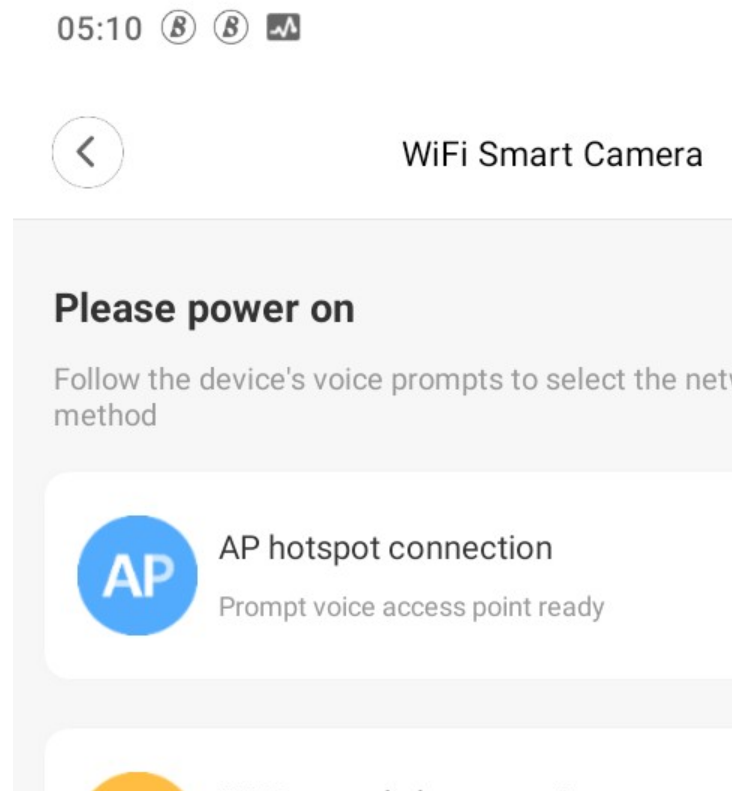 05:10 B B
WiFi Smart Camera
Please power on
Follow the device's voice prompts to select the
method
AP AP hotspot connection
Prompt voice access point ready